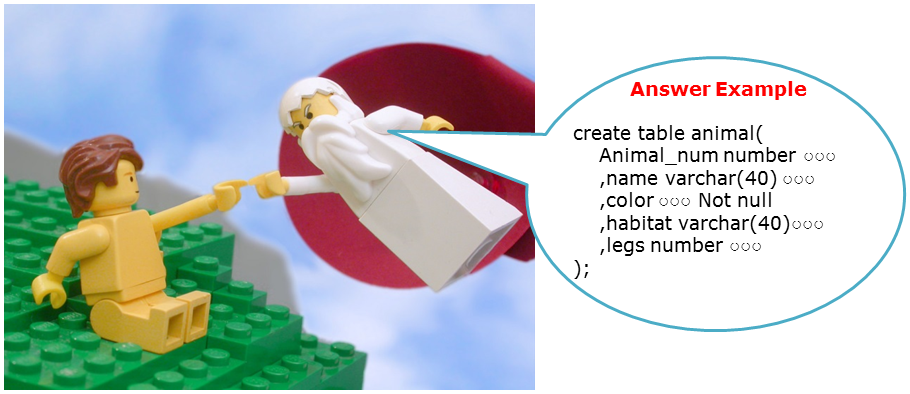 Answer Example
create table animal(
Animal_num number ○○○
,name varchar(40) ○○○
,color ○○○ Not null
,habitat varchar(40)○○○
,legs number ○○○
);